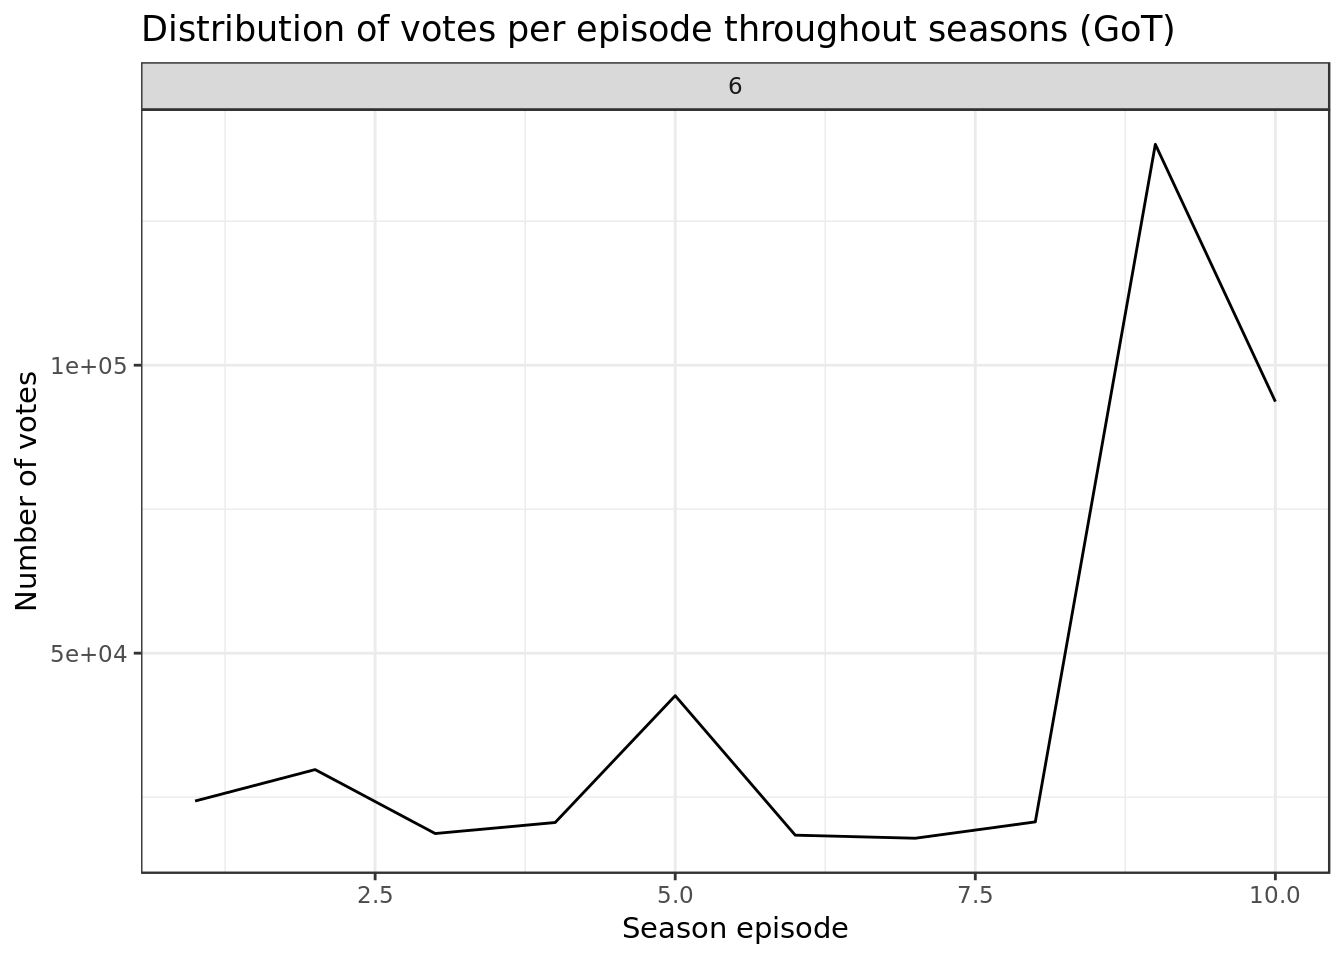 Distribution of votes per episode throughout seasons (GoT)
6
Number of votes
1e+05
5e+04
2.5 5.0 7.5 10.0
Season episode